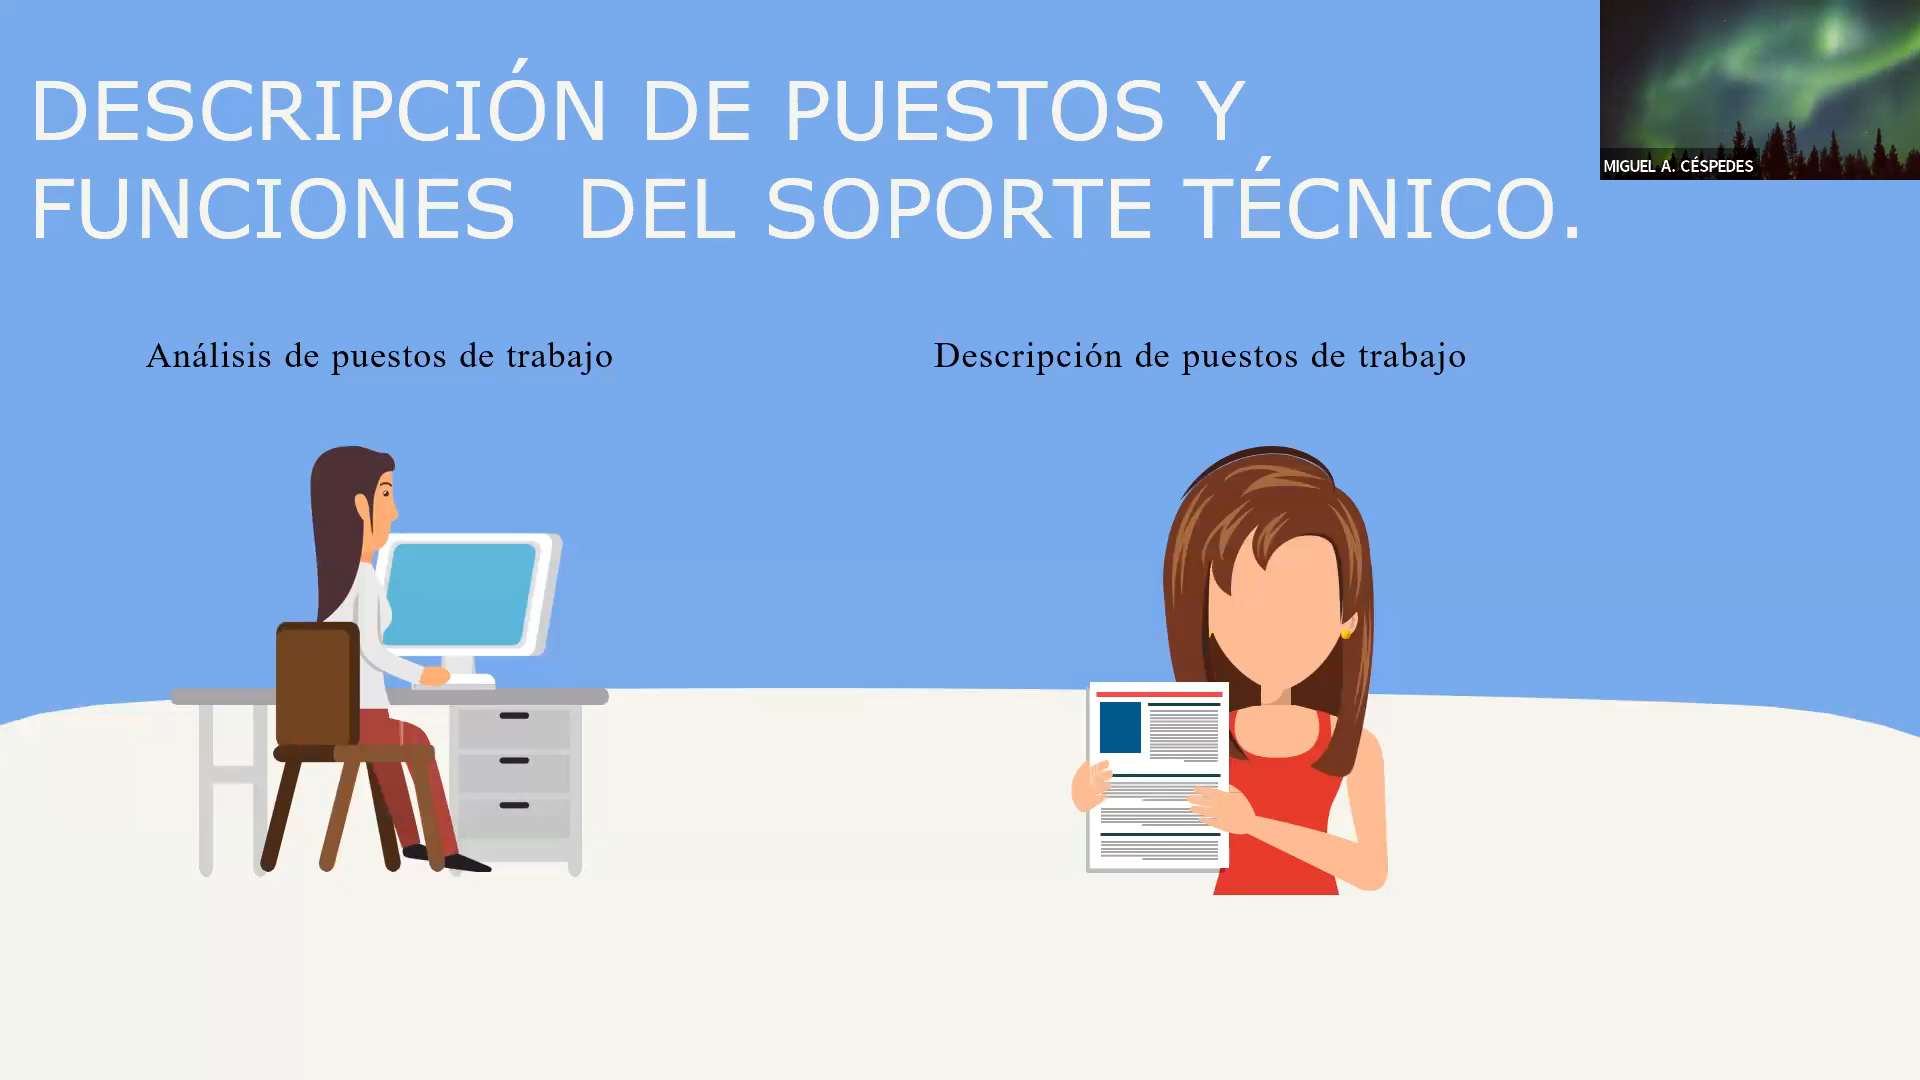 DESCRIPCIÓN DE PUESTOS Y
FUNCIONES DEL SOPORTE TÉCNICO.
MIGUEL A. CÉSPEDES
Análisis de puestos de trabajo
Descripción de puestos de trabajo